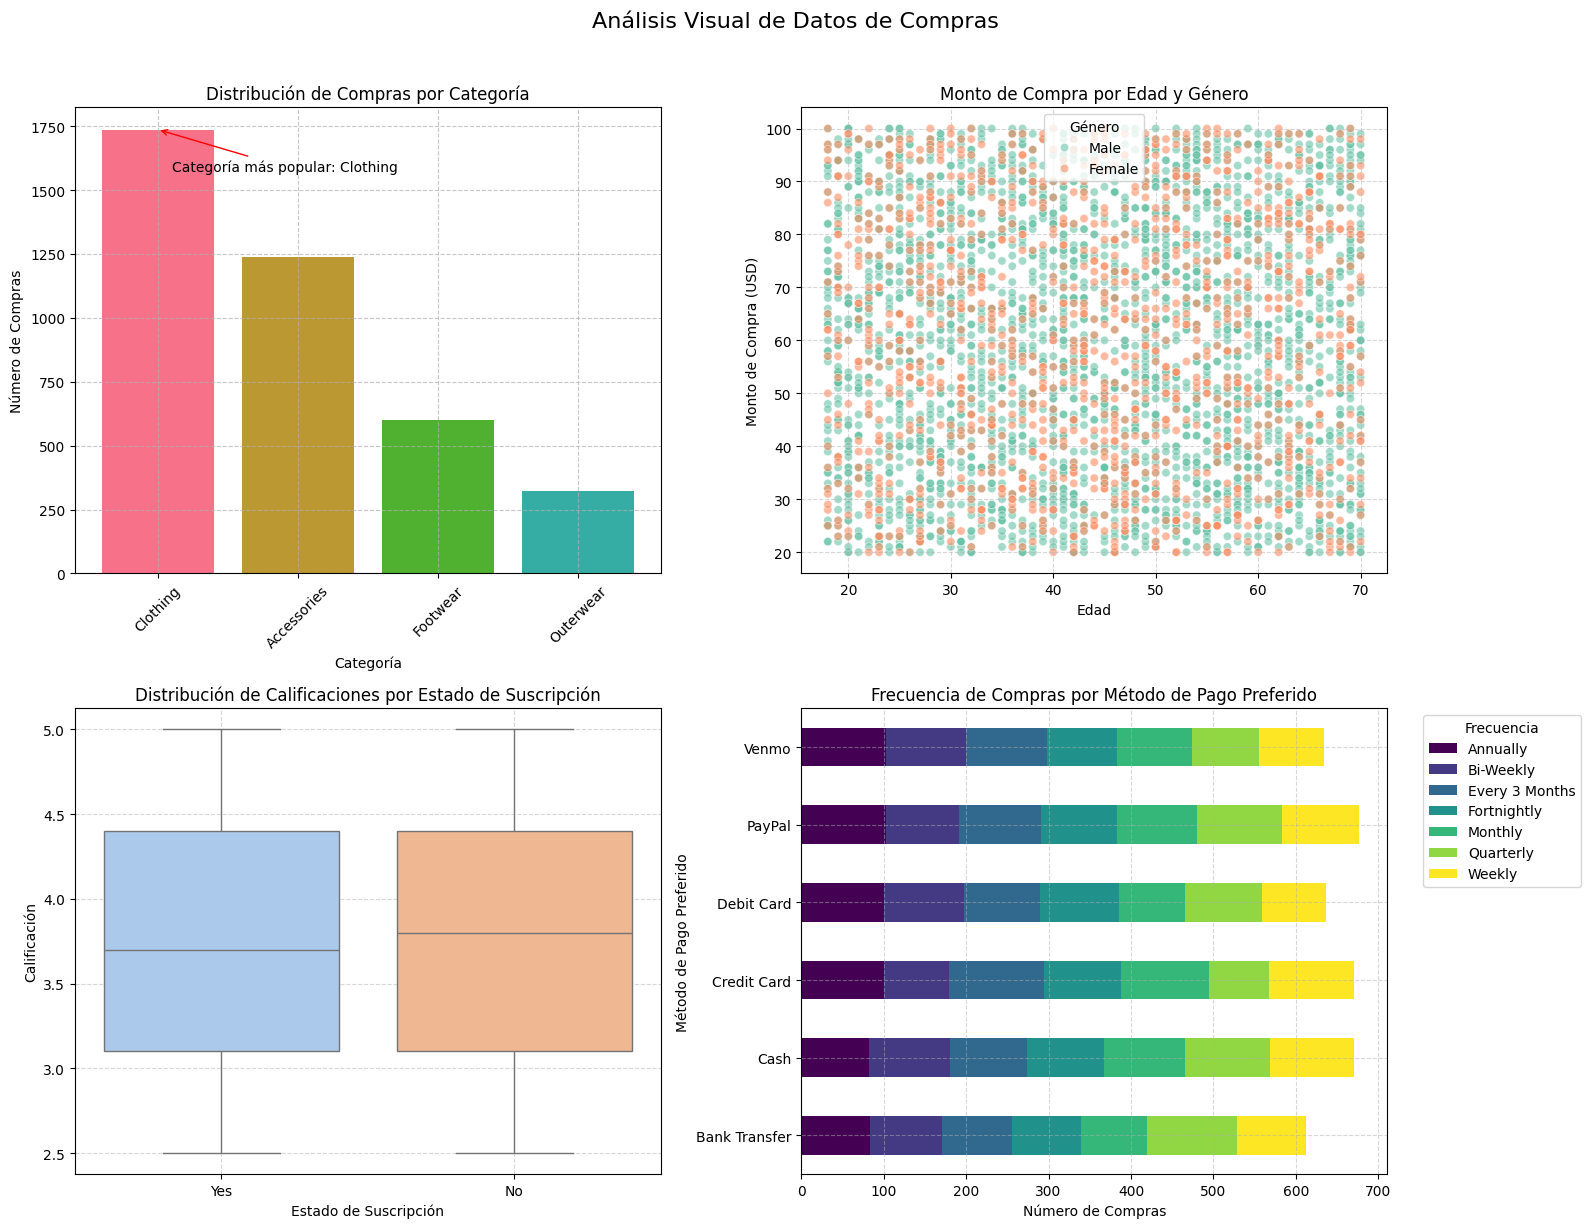 Análisis Visual de Datos de Compras
Distribución de Compras por Categoría
Número de Compras
1750
1500
1250
1000
750
500
250
0
Categoría más popular: Clothing
Clothing
Accessories
Footwear
Outerwear
Categoría
Monto de Compra por Edad y Género
Monto de Compra (USD)
100
90
80
70
60
50
40
30
20
Género
Male
Female
20
30
40
50
60
70
Edad
Distribución de Calificaciones por Estado de Suscripción
Calificación
5.0
4.5
4.0
3.5
3.0
2.5
Yes
No
Estado de Suscripción
Frecuencia de Compras por Método de Pago Preferido
Método de Pago Preferido
Venmo
PayPal
Debit Card
Credit Card
Cash
Bank Transfer
0
100
200
300
400
500
600
700
Número de Compras
Frecuencia
Annually
Bi-Weekly
Every 3 Months
Fortnightly
Monthly
Quarterly
Weekly